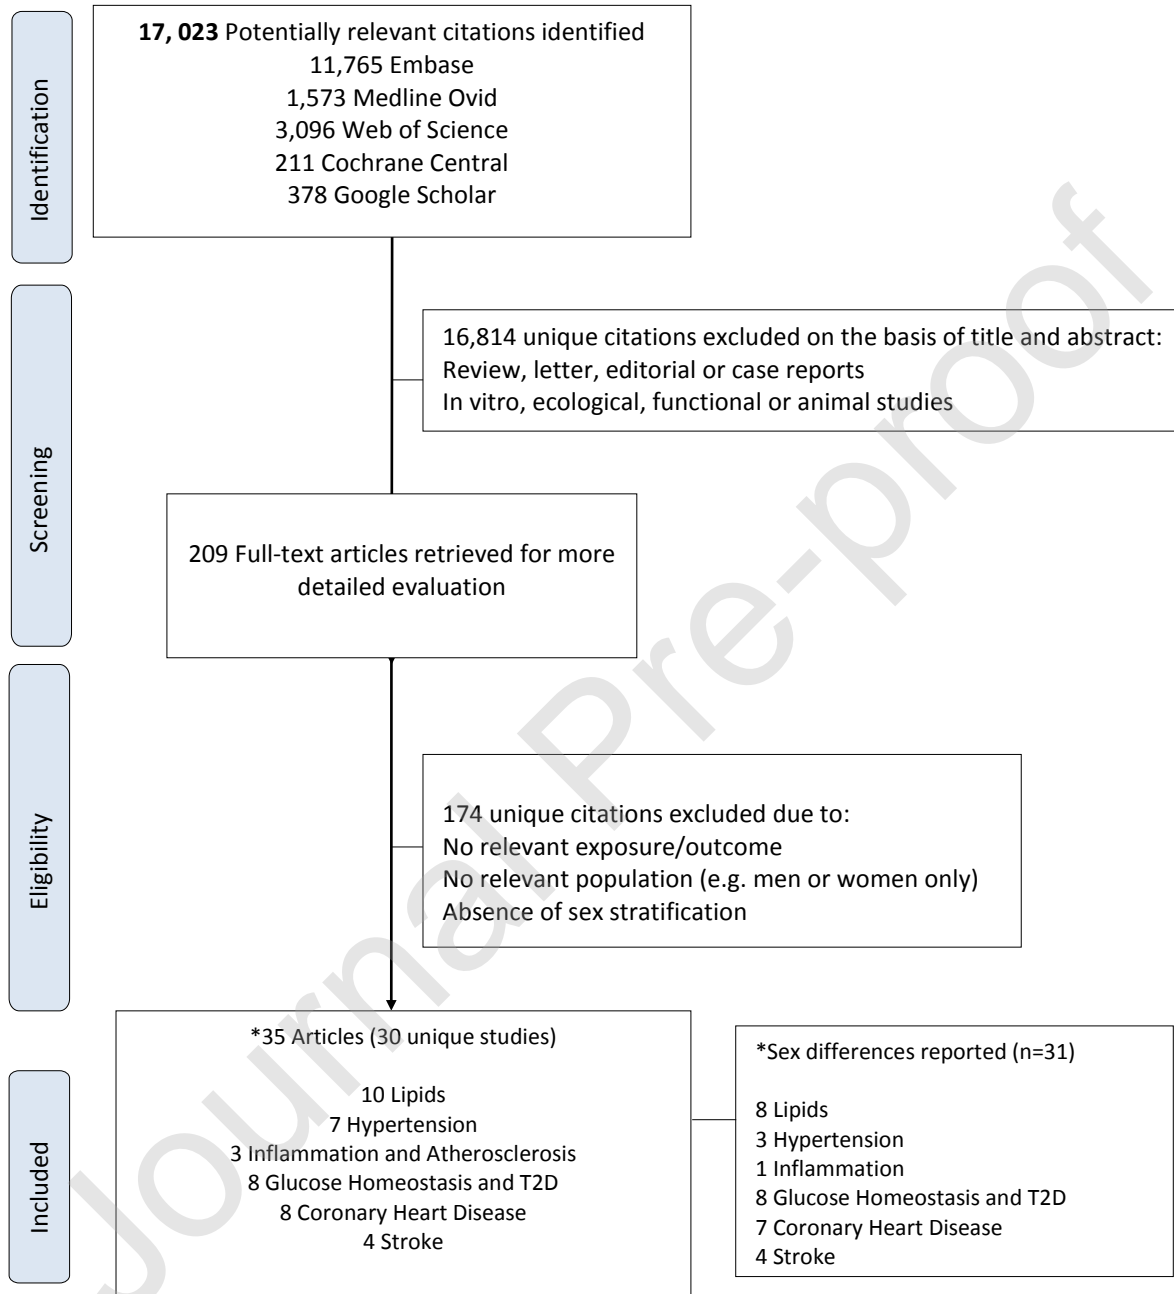 Identification
17, 023 Potentially relevant citations identified
11,765 Embase
1,573 Medline Ovid
3,096 Web of Science
211 Cochrane Central
378 Google Scholar
Screening
16,814 unique citations excluded on the basis of title and abstract:
Review, letter, editorial or case reports
In vitro, ecological, functional or animal studies
209 Full-text articles retrieved for more
detailed evaluation
Eligibility
174 unique citations excluded due to:
No relevant exposure/outcome
No relevant population (e.g. men or women only)
Absence of sex stratification
Included
*35 Articles (30 unique studies)
10 Lipids
7 Hypertension
3 Inflammation and Atherosclerosis
8 Glucose Homeostasis and T2D
8 Coronary Heart Disease
4 Stroke
*Sex differences reported (n=31)
8 Lipids
3 Hypertension
1 Inflammation
8 Glucose Homeostasis and T2D
7 Coronary Heart Disease
4 Stroke
Journal Pre-proof